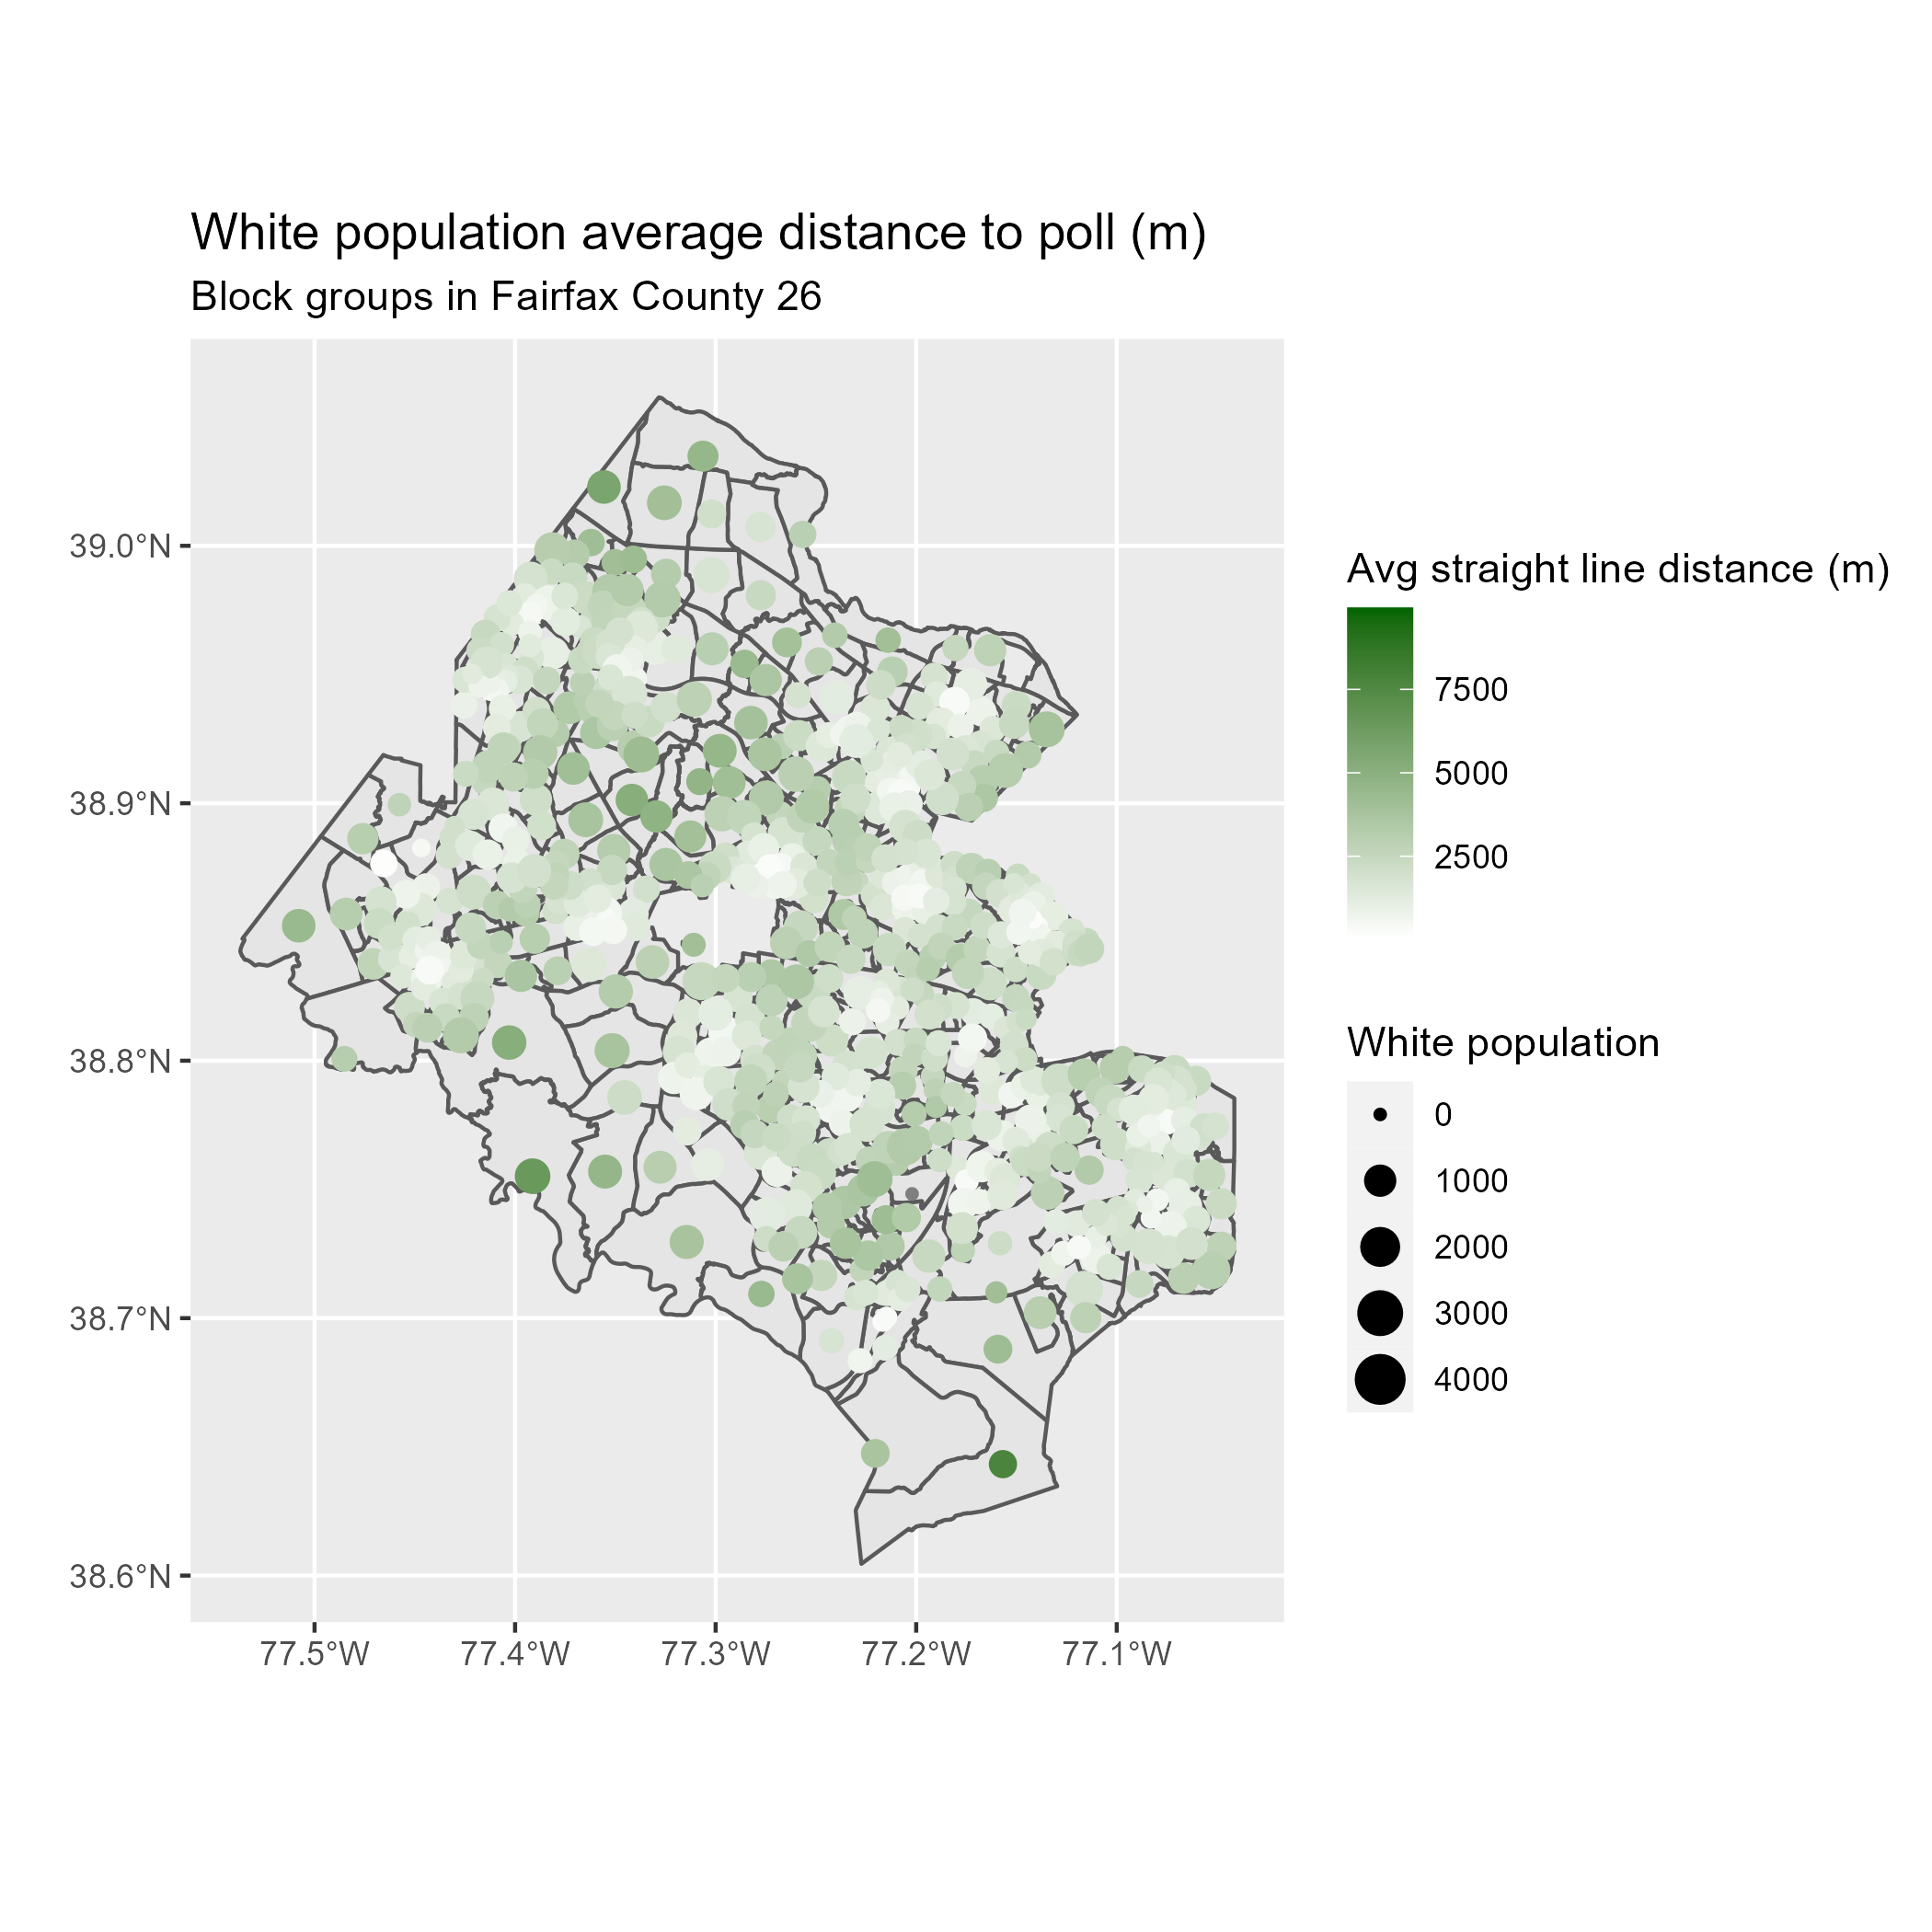 White population average distance to poll (m)
Block groups in Fairfax County 26
39.0°N
38.9°N
38.8°N
38.7°N
38.6°N
77.5°W
77.4°W
77.3°W
77.2°W
77.1°W
Avg straight line distance (m)
7500
5000
2500
White population
0
1000
2000
3000
4000